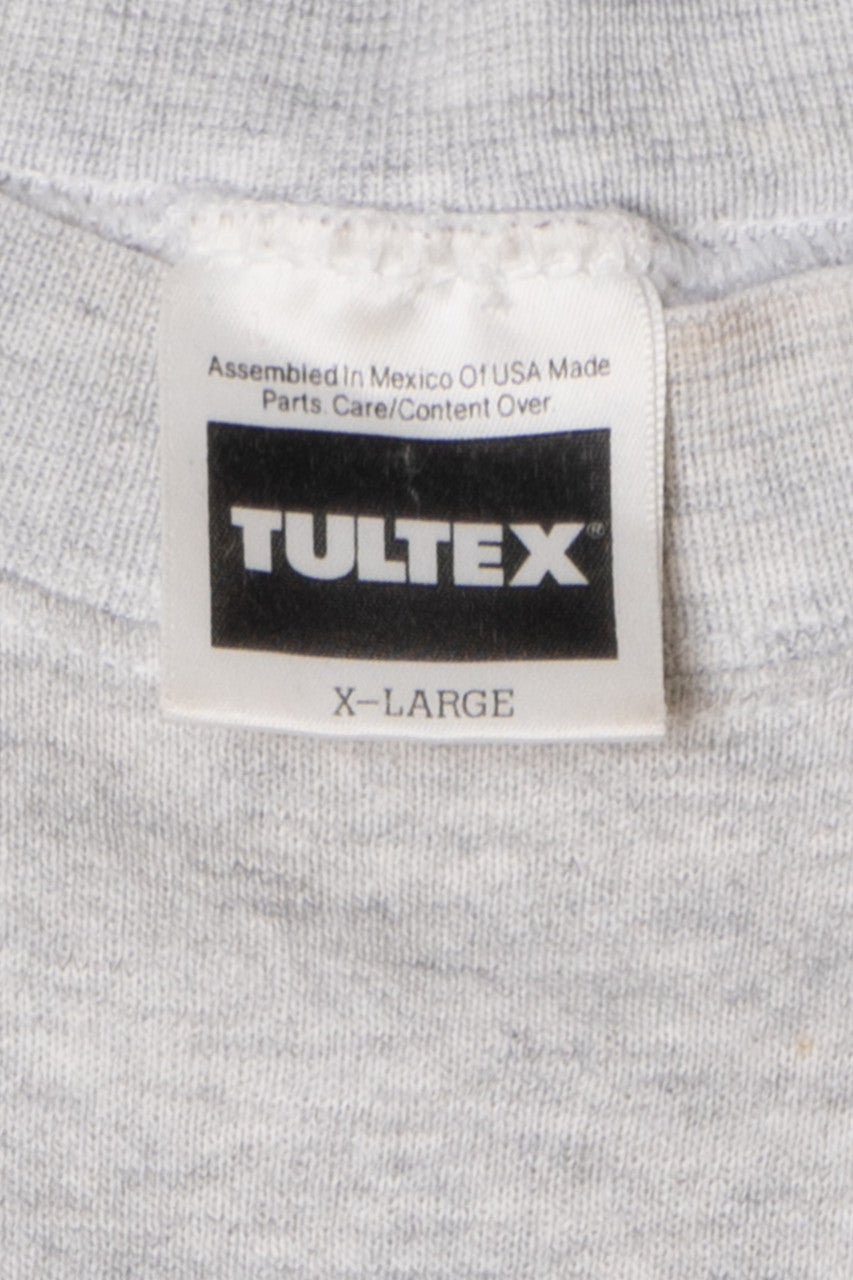 Assembled In Mexico Of USA Made
Parts. Care/Content Over
TULTEX®
X-LARGE